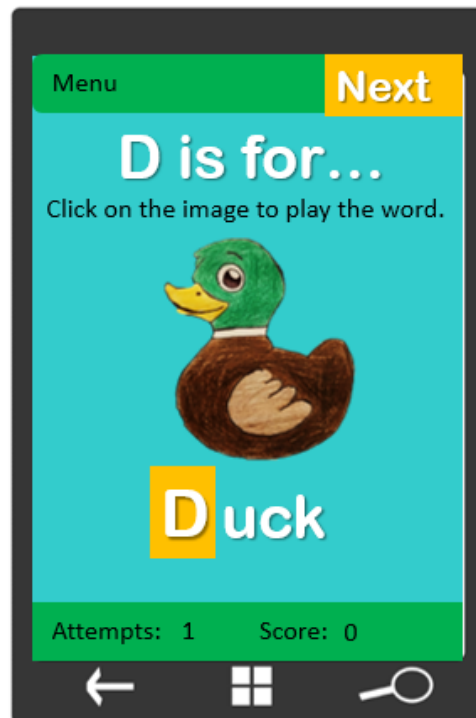 Menu Next
D is for...
Click on the image to play the word.
Duck
Attempts: 1 Score: 0